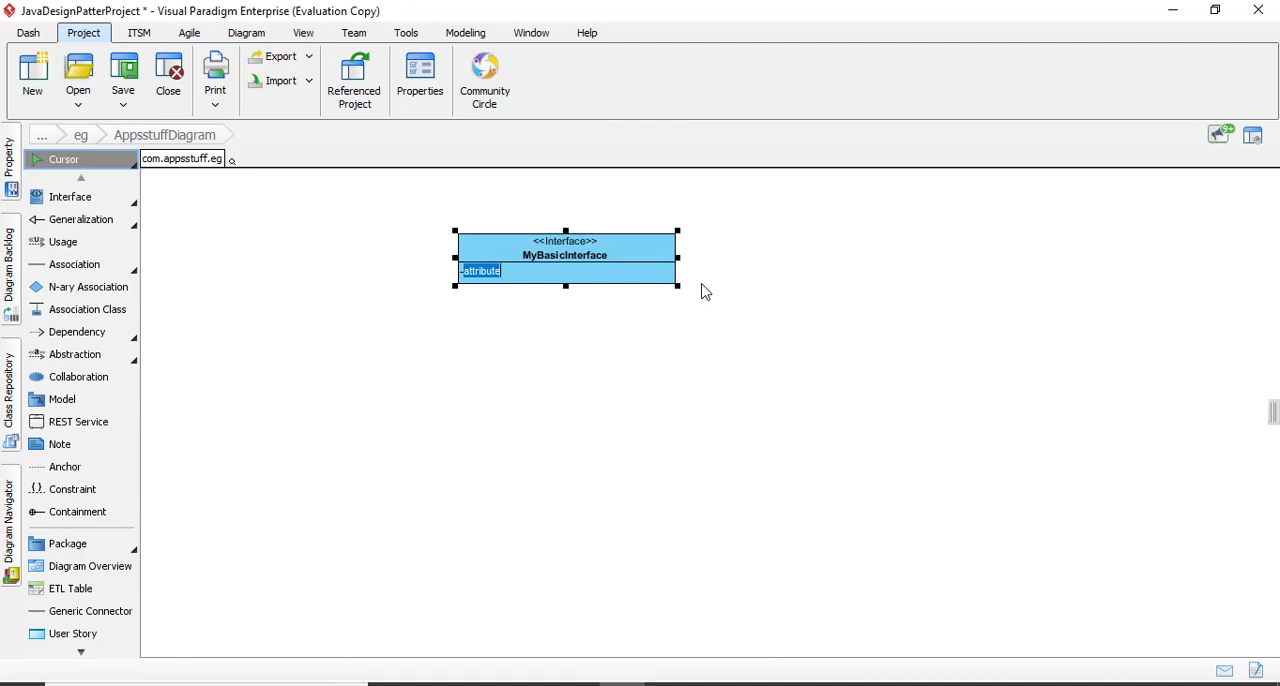 JavaDesignPatterProject * - Visual Paradigm Enterprise (Evaluation Copy)
Dash Project ITSM Agile Diagram View Team Tools Modeling Window Help
New Open Save Close Print Export Import Referenced Project Properties Community Circle
... eg AppsstuffDiagram
9+
Property
Diagram Backlog
Class Repository
Diagram Navigator
Cursor
com.appsstuff.eg
Interface
Generalization
Usage
Association
N-ary Association
Association Class
Dependency
Abstraction
Collaboration
Model
REST Service
Note
Anchor
Constraint
Containment
Package
Diagram Overview
ETL Table
Generic Connector
User Story
<<Interface>>
MyBasicInterface
-attribute